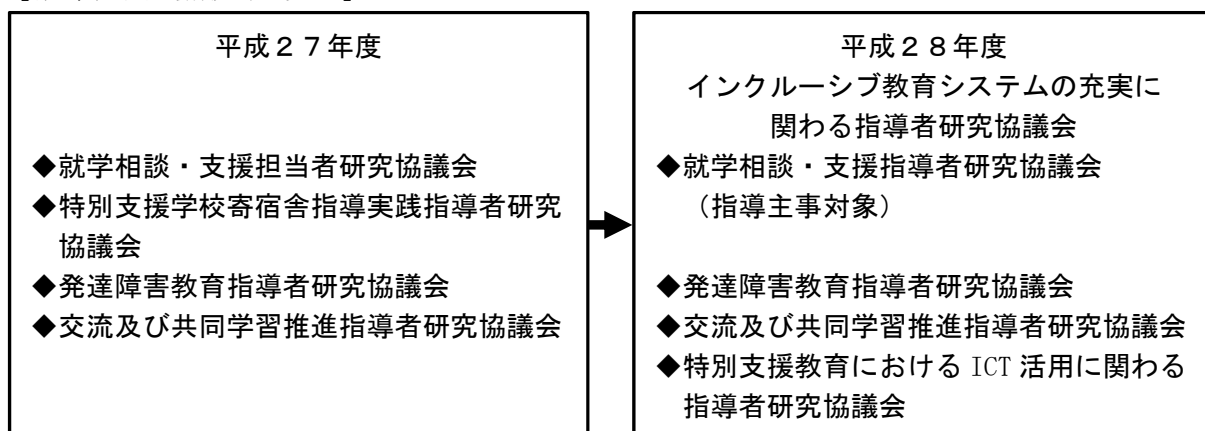 平成２７年度
◆就学相談・支援担当者研究協議会
◆特別支援学校寄宿舎指導実践指導者研究
協議会
◆発達障害教育指導者研究協議会
◆交流及び共同学習推進指導者研究協議会
平成２８年度
インクルーシブ教育システムの充実に
関わる指導者研究協議会
◆就学相談・支援指導者研究協議会
（指導主事対象）
◆発達障害教育指導者研究協議会
◆交流及び共同学習推進指導者研究協議会
◆特別支援教育における ICT 活用に関わる
指導者研究協議会